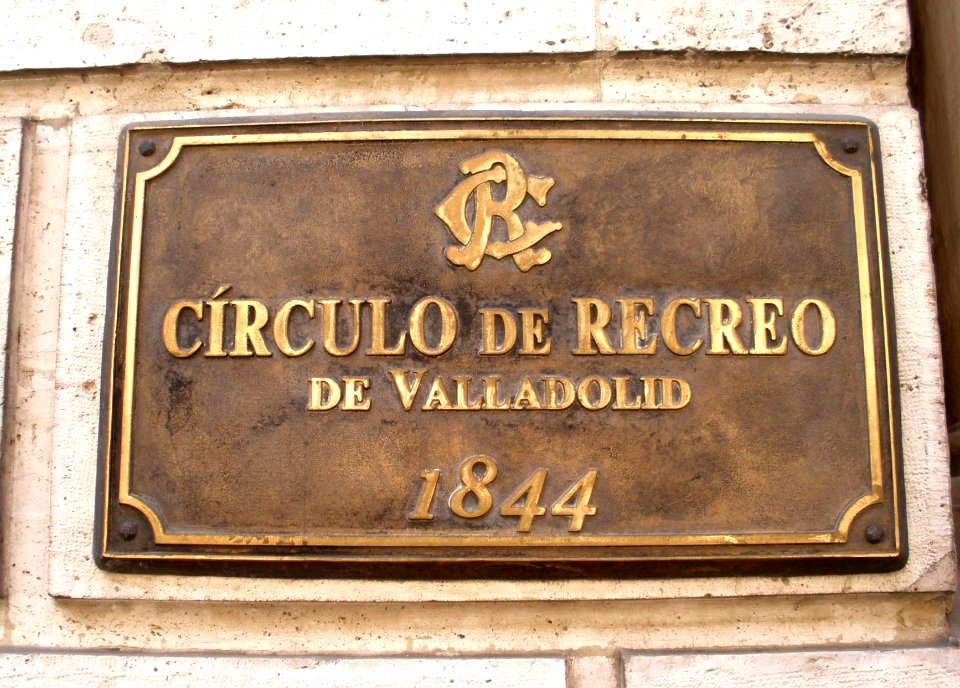 CR
CÍRCULO DE RECREO
DE VALLADOLID
1844